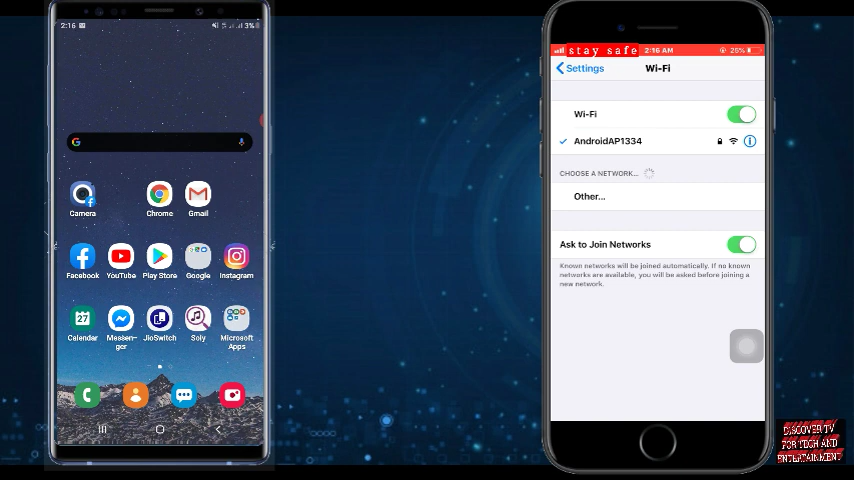 2:16
3%
Camera
Chrome
Gmail
Facebook
YouTube
Play Store
Google
Instagram
27
Calendar
Messen-
ger
JioSwitch
Soly
Microsoft
Apps
stay safe
2:16 AM
25%
Settings
Wi-Fi
Wi-Fi
AndroidAP1334
CHOOSE A NETWORK...
Other...
Ask to Join Networks
Known networks will be joined automatically. If no known
networks are available, you will be asked before joining a
new network.
DISCOVER TV
FOR TECH AND
ENTERTAINMENT